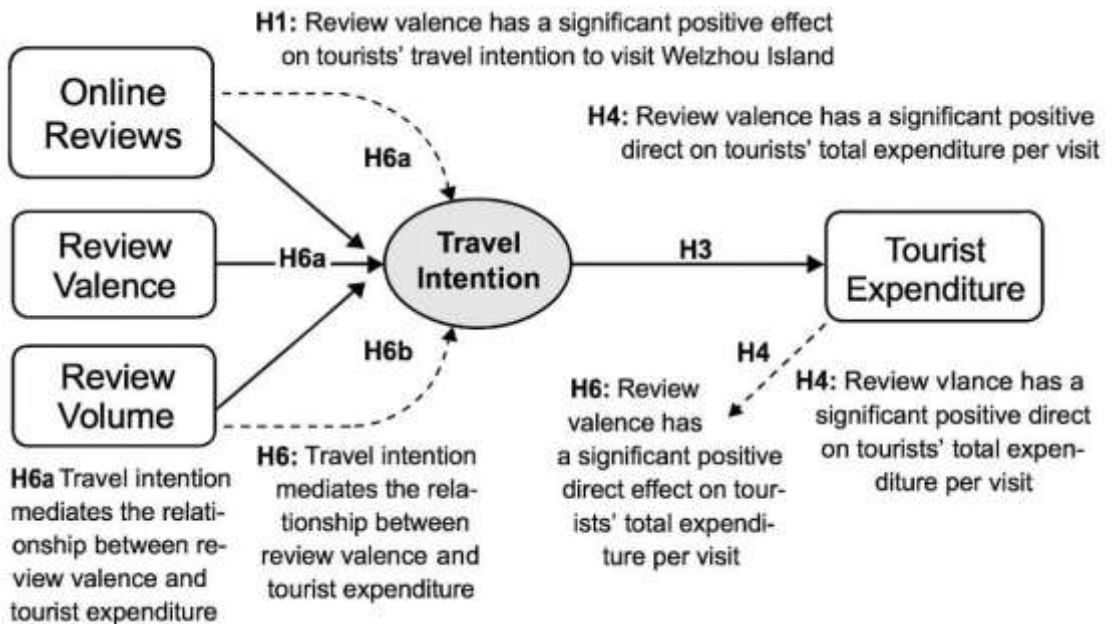 H1: Review valence has a significant positive effect
on tourists' travel intention to visit Welzhou Island
Online
Reviews
H4: Review valence has a significant positive
direct on tourists' total expenditure per visit
H6a
Review
Valence
H6a
Travel
Intention
H3
Tourist
Expenditure
H6b
Review
Volume
H4
H6a Travel intention
mediates the relati-
onship between re-
view valence and
tourist expenditure
H6: Travel intention
mediates the rela-
tionship between
review valence and
tourist expenditure
H6: Review
valence has
a significant positive
direct effect on tour-
ists' total expendi-
ture per visit
H4: Review vlance has a
significant positive direct
on tourists' total expen-
diture per visit